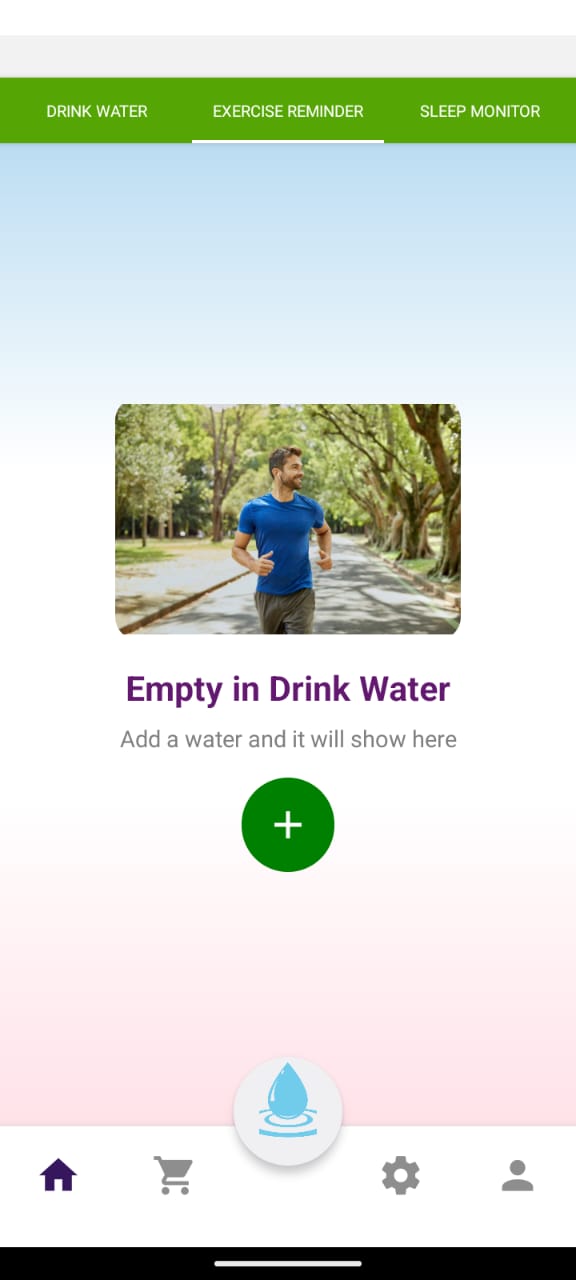 DRINK WATER
EXERCISE REMINDER
SLEEP MONITOR
Empty in Drink Water
Add a water and it will show here